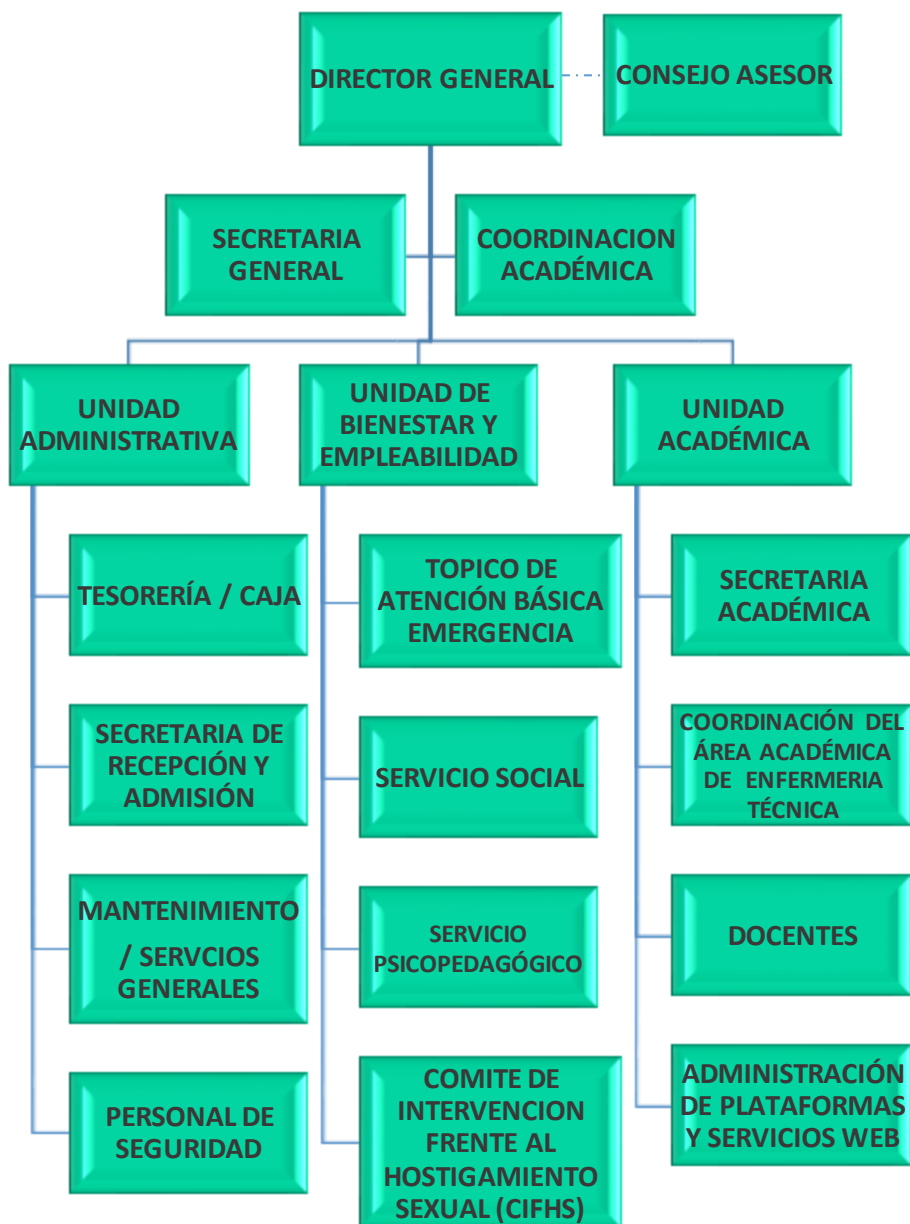 DIRECTOR GENERAL
CONSEJO ASESOR
SECRETARIA
GENERAL
COORDINACION
ACADÉMICA
UNIDAD
ADMINISTRATIVA
UNIDAD DE
BIENESTAR Y
EMPLEABILIDAD
UNIDAD
ACADÉMICA
TESORERÍA / CAJA
TOPICO DE
ATENCIÓN BÁSICA
EMERGENCIA
SECRETARIA
ACADÉMICA
SECRETARIA DE
RECEPCIÓN Y
ADMISIÓN
SERVICIO SOCIAL
COORDINACIÓN DEL
ÁREA ACADÉMICA
DE ENFERMERIA
TÉCNICA
MANTENIMIENTO
/ SERVCIOS
GENERALES
SERVICIO
PSICOPEDAGÓGICO
DOCENTES
PERSONAL DE
SEGURIDAD
COMITE DE
INTERVENCION
FRENTE AL
HOSTIGAMIENTO
SEXUAL (CIFHS)
ADMINISTRACIÓN
DE PLATAFORMAS
Y SERVICIOS WEB